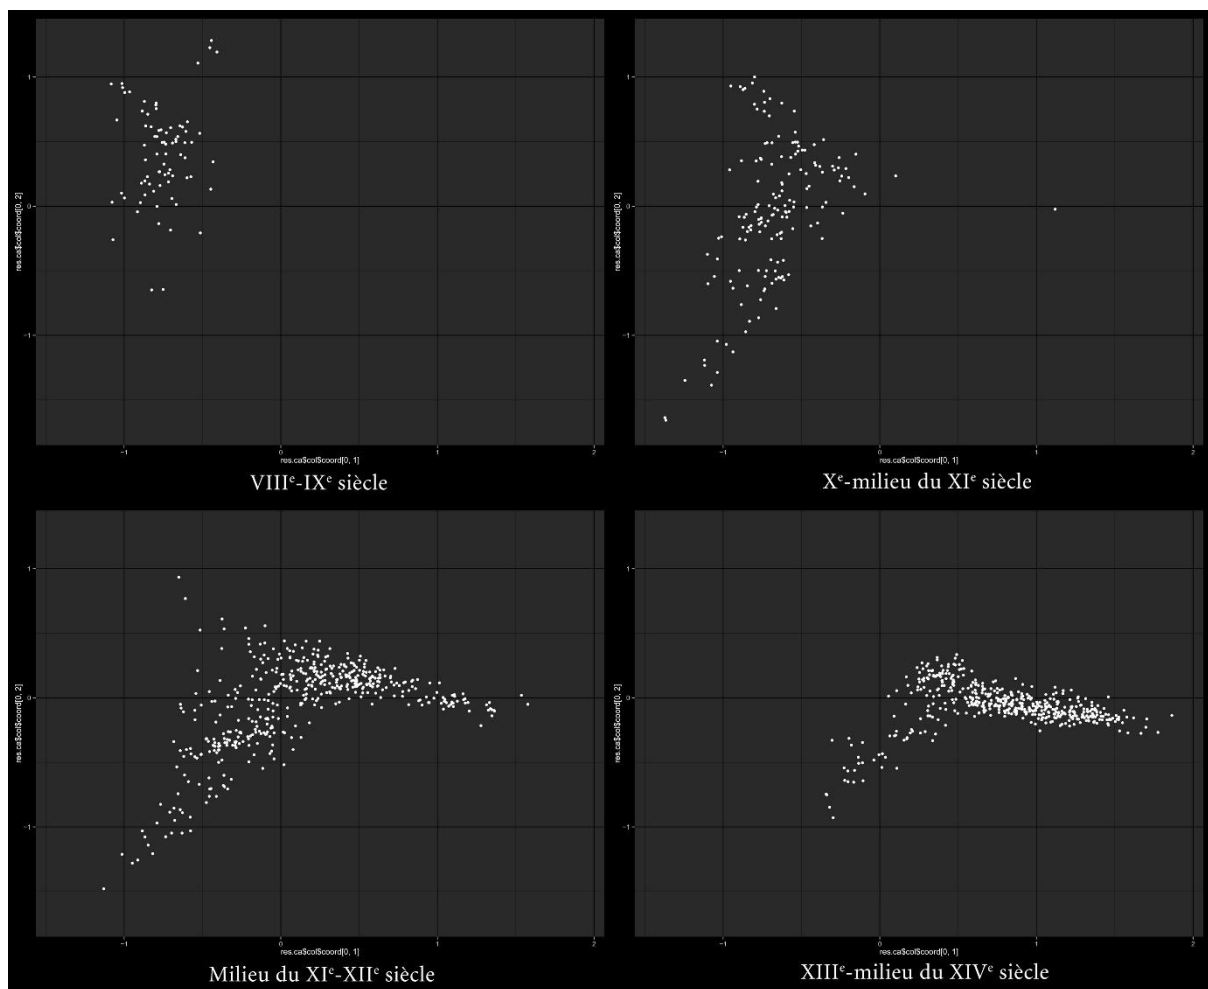 1
0
−1
res.ca$col$coord[0, 2]
−1
0
1
2
res.ca$col$coord[0, 1]
VIIIᵉ-IXᵉ siècle
1
0
−1
res.ca$col$coord[0, 2]
−1
0
1
2
res.ca$col$coord[0, 1]
Xᵉ-milieu du XIᵉ siècle
1
0
−1
res.ca$col$coord[0, 2]
−1
0
1
2
res.ca$col$coord[0, 1]
Milieu du XIᵉ-XIIᵉ siècle
1
0
−1
res.ca$col$coord[0, 2]
−1
0
1
2
res.ca$col$coord[0, 1]
XIIIᵉ-milieu du XIVᵉ siècle